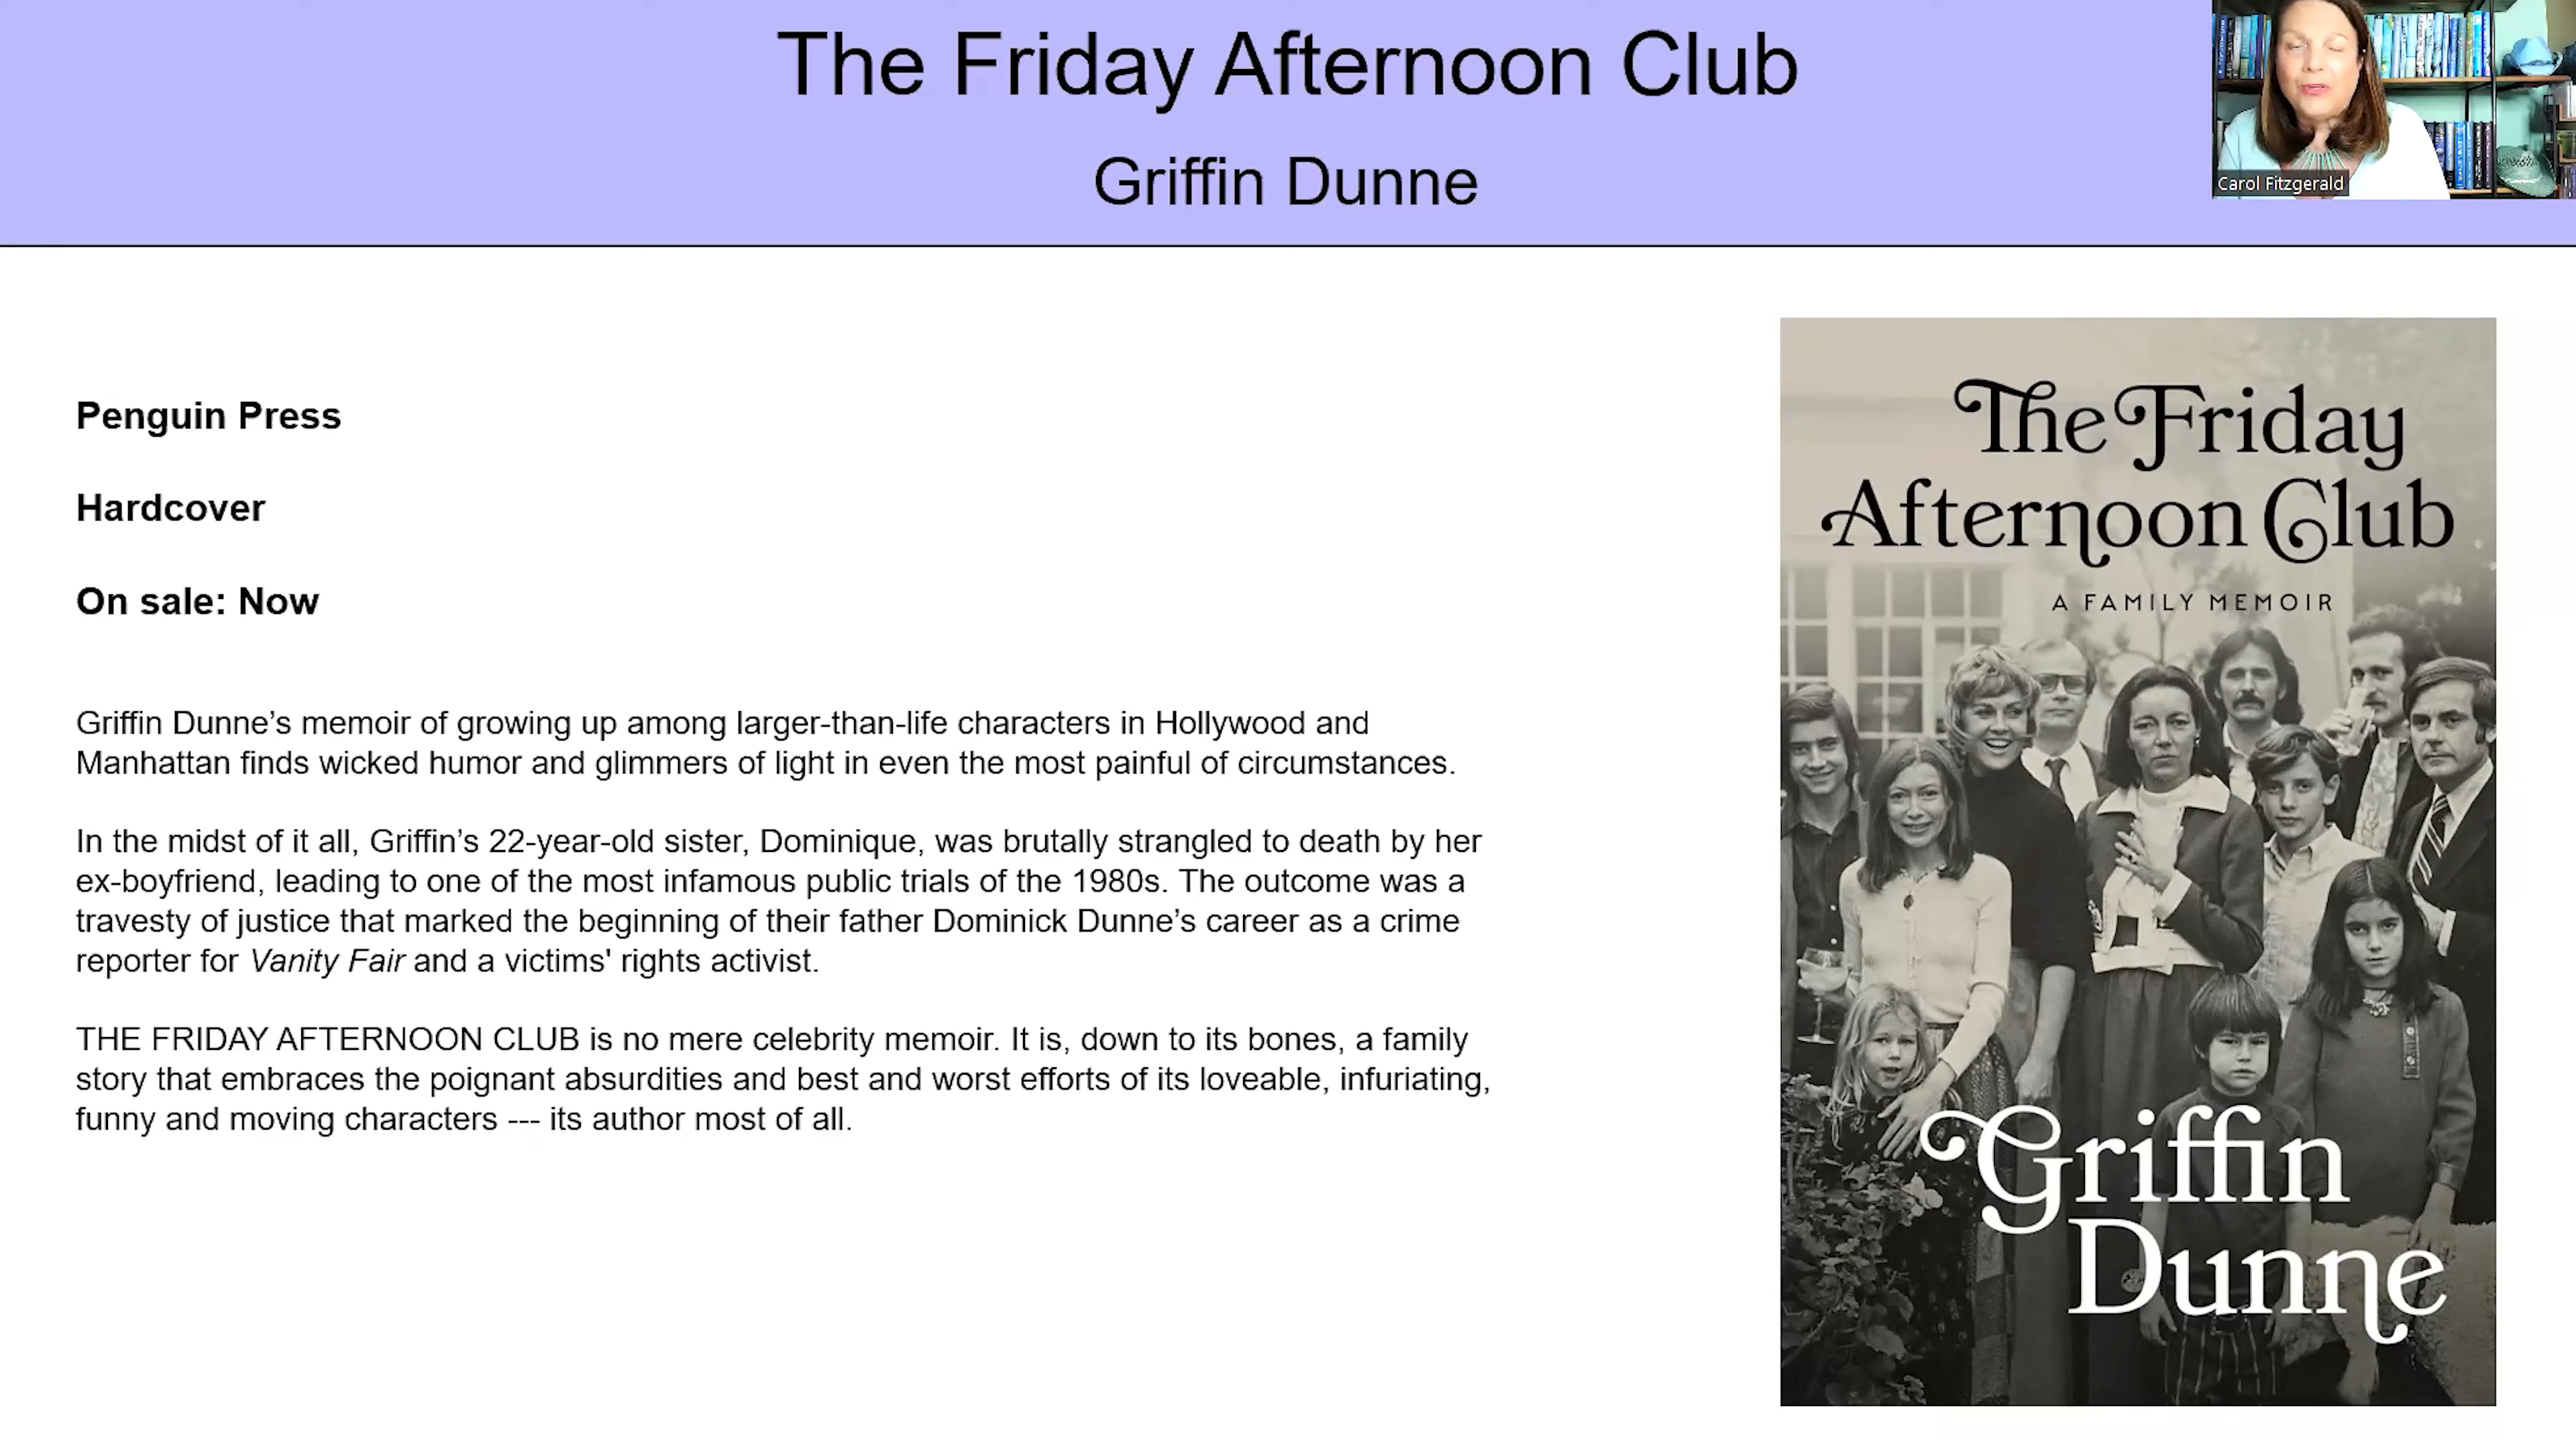 The Friday Afternoon Club
Griffin Dunne
Carol Fitzgerald
Penguin Press
Hardcover
On sale: Now
Griffin Dunne’s memoir of growing up among larger-than-life characters in Hollywood and
Manhattan finds wicked humor and glimmers of light in even the most painful of circumstances.
In the midst of it all, Griffin’s 22-year-old sister, Dominique, was brutally strangled to death by her
ex-boyfriend, leading to one of the most infamous public trials of the 1980s. The outcome was a
travesty of justice that marked the beginning of their father Dominick Dunne’s career as a crime
reporter for Vanity Fair and a victims' rights activist.
THE FRIDAY AFTERNOON CLUB is no mere celebrity memoir. It is, down to its bones, a family
story that embraces the poignant absurdities and best and worst efforts of its loveable, infuriating,
funny and moving characters --- its author most of all.
The Friday
Afternoon Club
A FAMILY MEMOIR
Griffin
Dunne